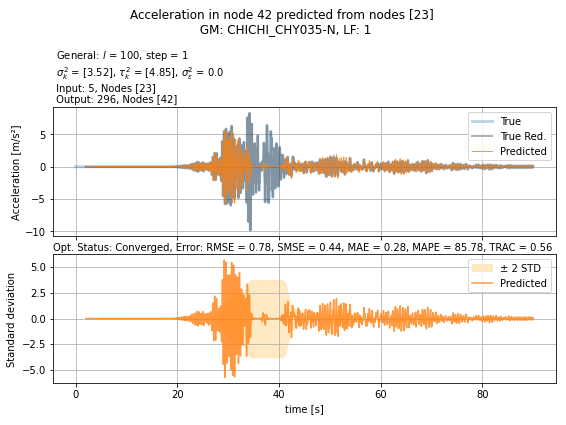 Acceleration in node 42 predicted from nodes [23]
GM: CHICHI_CHY035-N, LF: 1
General: l = 100, step = 1
σ²ₖ = [3.52], τ²ₖ = [4.85], σ²ε = 0.0
Input: 5, Nodes [23]
Output: 296, Nodes [42]
Acceleration [m/s²]
5
0
−5
−10
True
True Red.
Predicted
Opt. Status: Converged, Error: RMSE = 0.78, SMSE = 0.44, MAE = 0.28, MAPE = 85.78, TRAC = 0.56
Standard deviation
5.0
2.5
0.0
−2.5
−5.0
± 2 STD
Predicted
0 20 40 60 80
time [s]